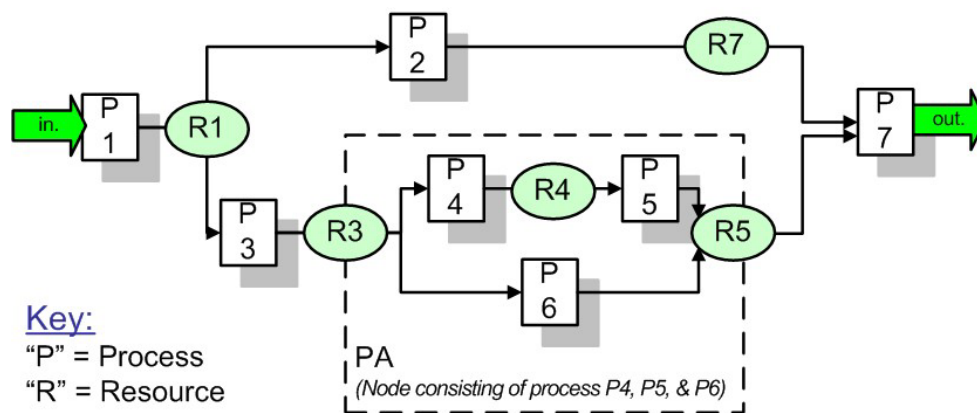 P
2
R7
in.
P
1
R1
P
7
out.
P
4
R4
P
5
P
3
R3
R5
P
6
Key:
"P" = Process
"R" = Resource
PA
(Node consisting of process P4, P5, & P6)